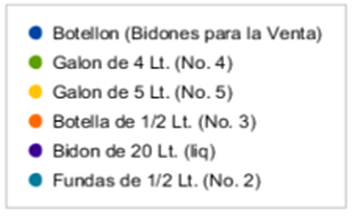 Botellon (Bidones para la Venta)
Galon de 4 Lt. (No. 4)
Galon de 5 Lt. (No. 5)
Botella de 1/2 Lt. (No. 3)
Bidon de 20 Lt. (liq)
Fundas de 1/2 Lt. (No. 2)